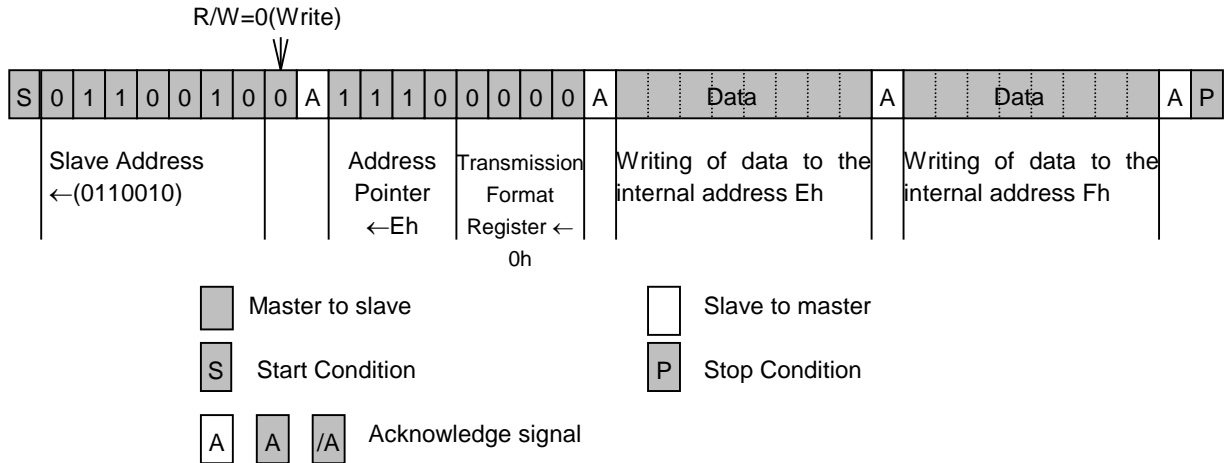 R/W=0(Write)
S 0 1 1 0 0 1 0 0 A 1 1 1 0 0 0 0 0 A Data A Data A P
Slave Address
←(0110010)
Address
Pointer
←Eh
Transmission
Format
Register ←
0h
Writing of data to the
internal address Eh
Writing of data to the
internal address Fh
Master to slave
Slave to master
S Start Condition
P Stop Condition
A A /A Acknowledge signal